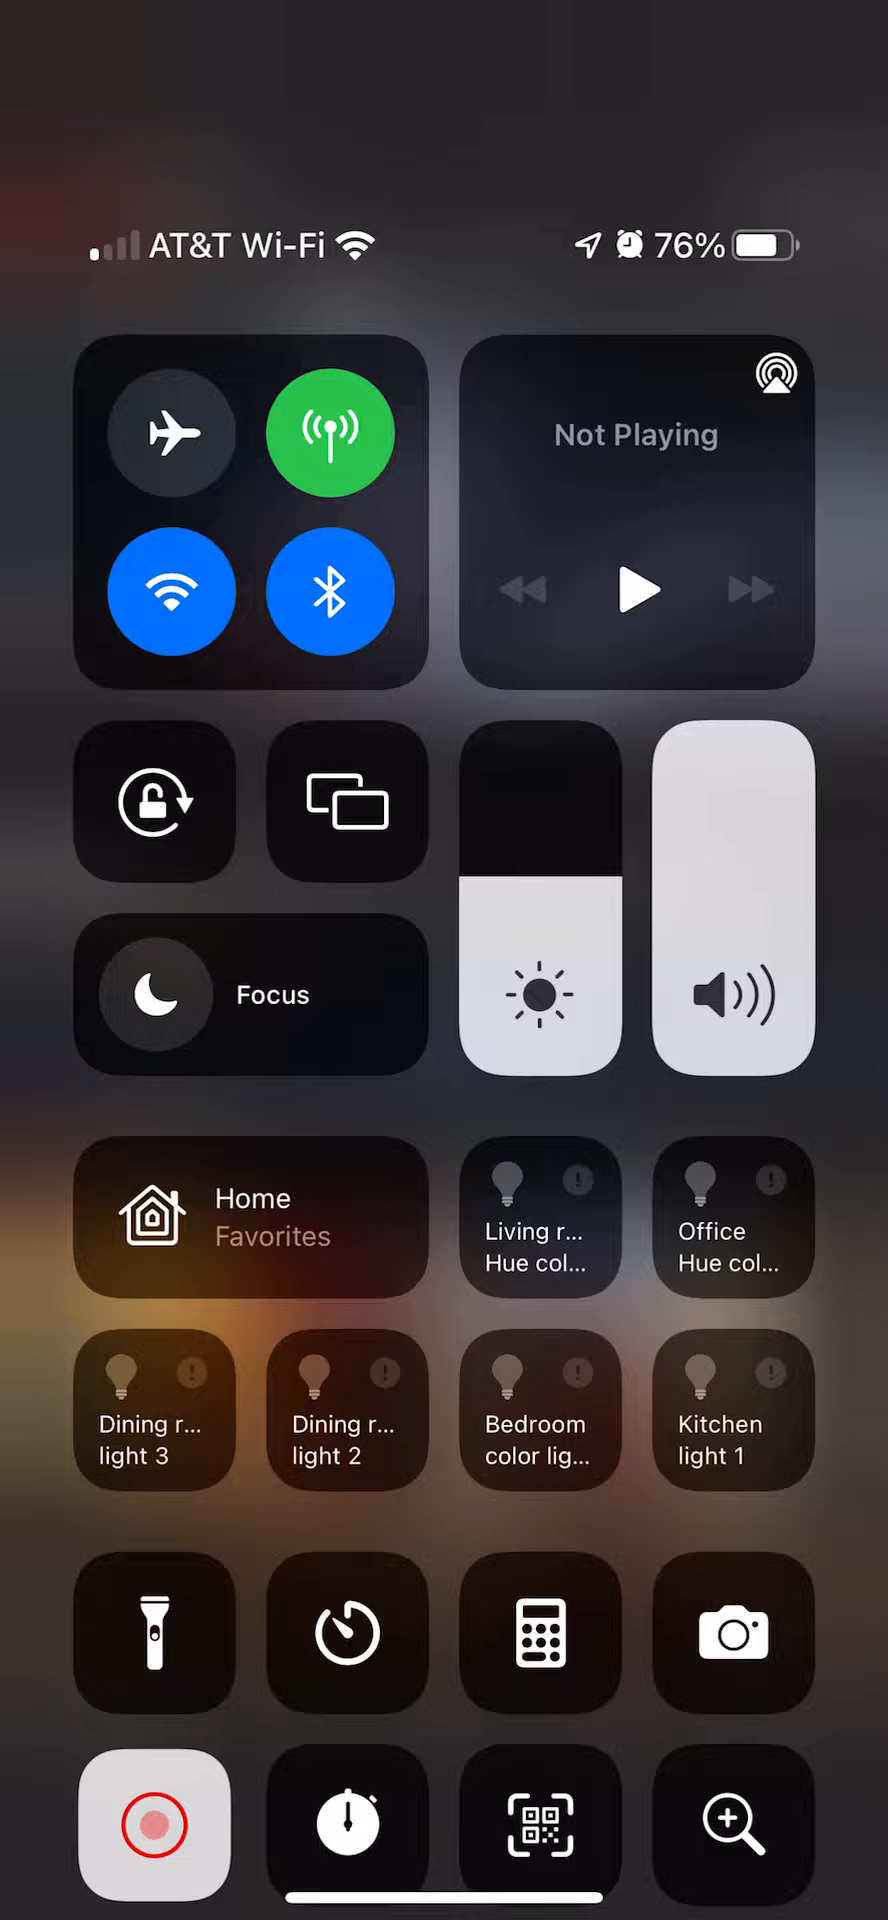 AT&T Wi-Fi 76%
Not Playing
Focus
Home
Favorites
Living r...
Hue col...
Office
Hue col...
Dining r...
light 3
Dining r...
light 2
Bedroom
color lig...
Kitchen
light 1